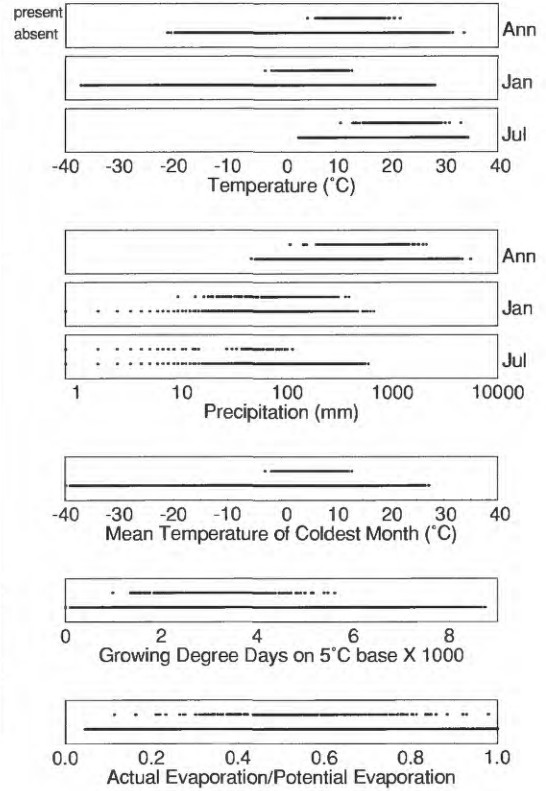 present
absent
Ann
Jan
Jul
-40 -30 -20 -10 0 10 20 30 40
Temperature (˚C)
Ann
Jan
Jul
1 10 100 1000 10000
Precipitation (mm)
-40 -30 -20 -10 0 10 20 30 40
Mean Temperature of Coldest Month (˚C)
0 2 4 6 8
Growing Degree Days on 5˚C base X 1000
0.0 0.2 0.4 0.6 0.8 1.0
Actual Evaporation/Potential Evaporation